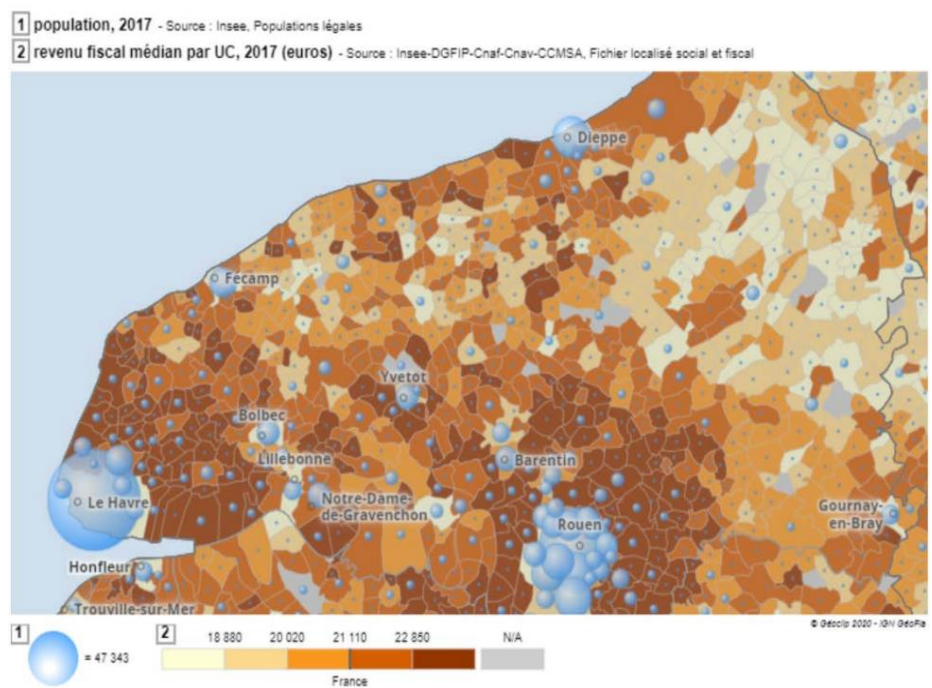 1 population, 2017 - Source : Insee, Populations légales
2 revenu fiscal médian par UC, 2017 (euros) - Source : Insee-DGFIP-Cnaf-Cnav-CCMSA, Fichier localisé social et fiscal
Dieppe
Fécamp
Yvetot
Bolbec
Lillebonne
Barentin
Le Havre
Notre-Dame-
de-Gravenchon
Gournay-
en-Bray
Rouen
Honfleur
Trouville-sur-Mer
© Géoclip 2020 - IGN GéoFla
1
= 47 343
2
18 880 20 020 21 110 22 850 N/A
France